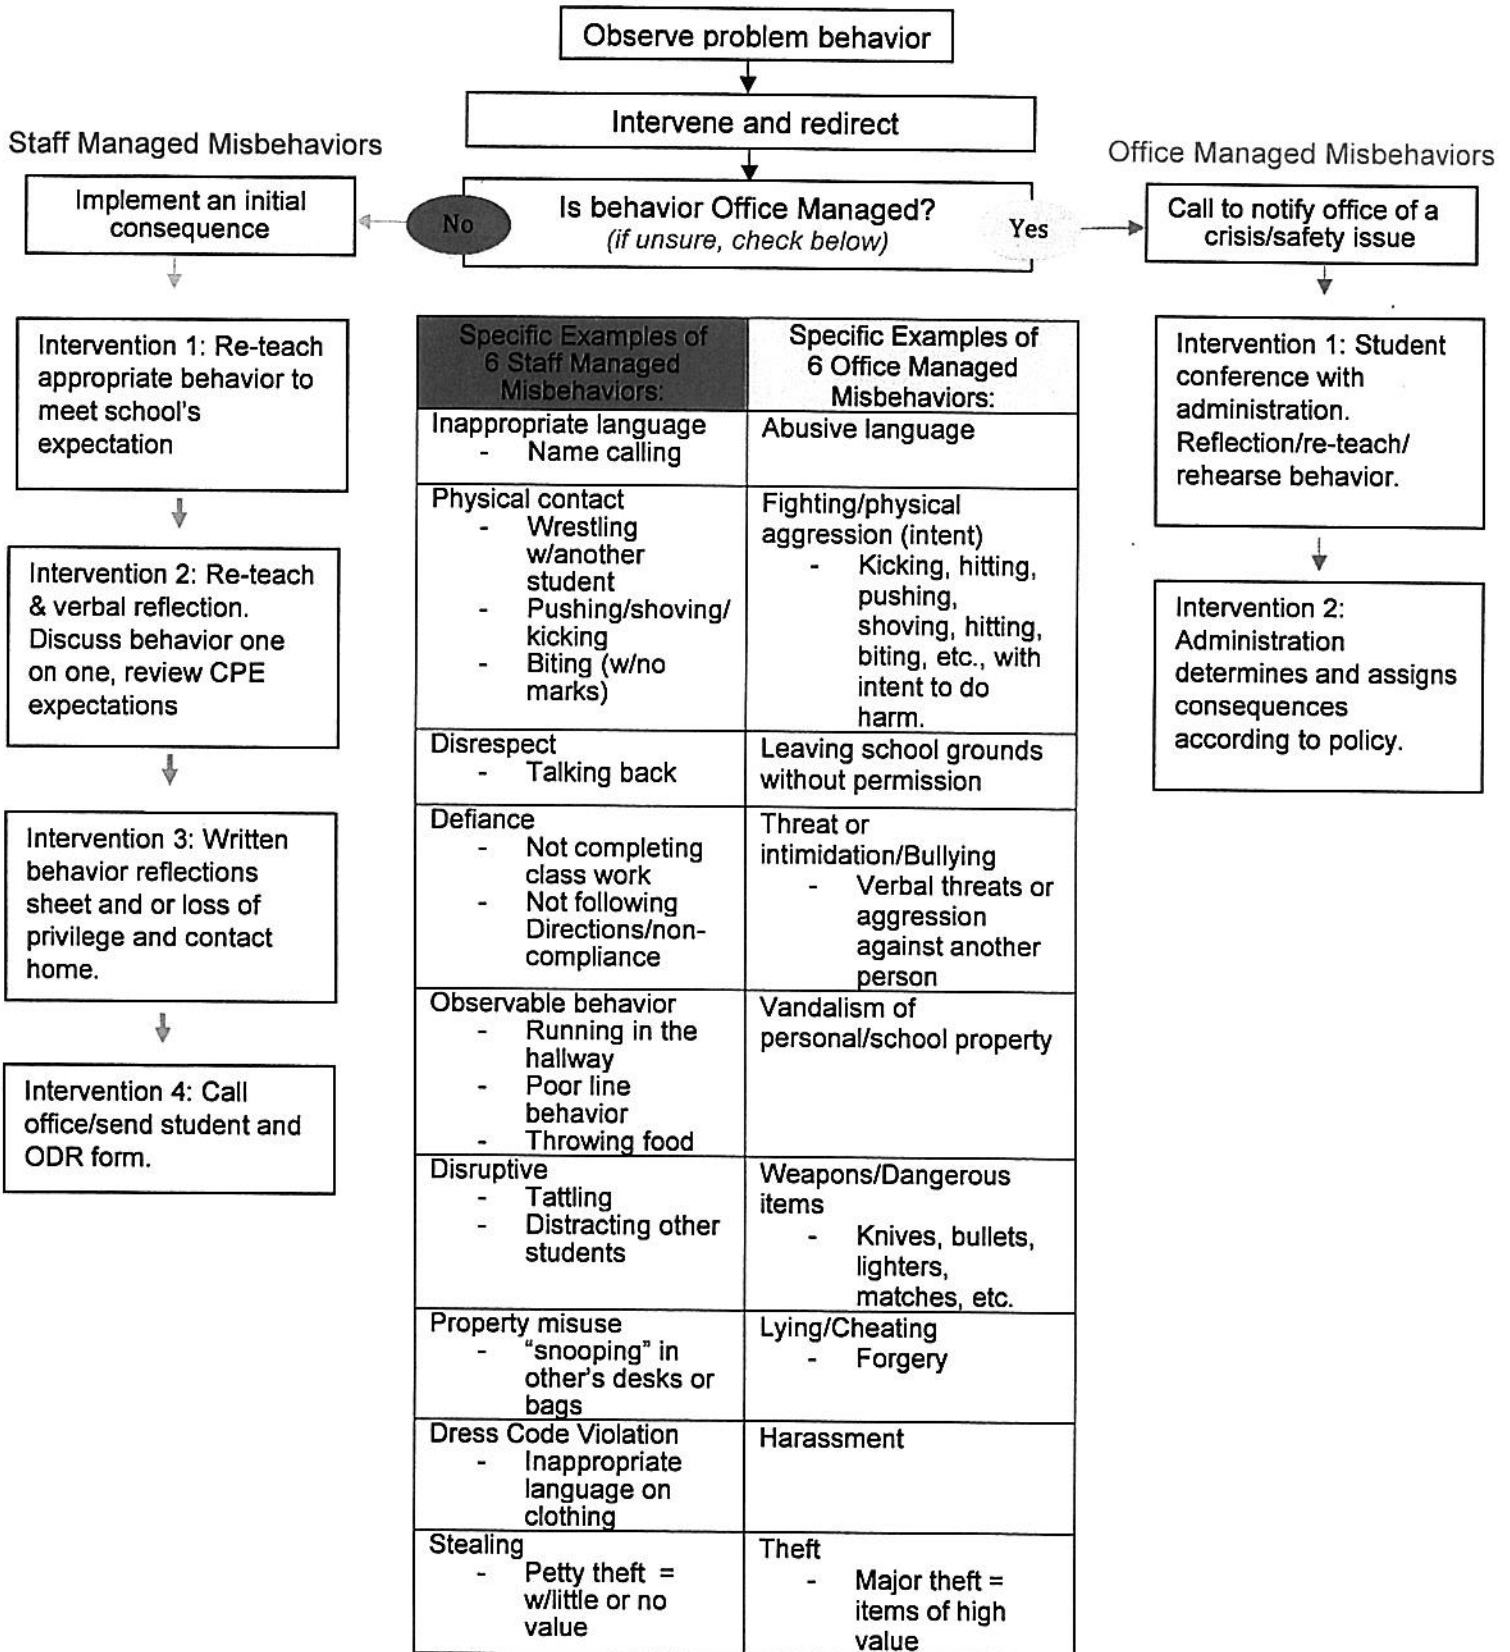 Observe problem behavior
Intervene and redirect
Staff Managed Misbehaviors
Office Managed Misbehaviors
Implement an initial
consequence
No
Is behavior Office Managed?
(if unsure, check below)
Yes
Call to notify office of a
crisis/safety issue
Intervention 1: Re-teach
appropriate behavior to
meet school's
expectation
Intervention 2: Re-teach
& verbal reflection.
Discuss behavior one
on one, review CPE
expectations
Intervention 3: Written
behavior reflections
sheet and or loss of
privilege and contact
home.
Intervention 4: Call
office/send student and
ODR form.
Specific Examples of
6 Staff Managed
Misbehaviors:
Specific Examples of
6 Office Managed
Misbehaviors:
Inappropriate language
- Name calling
Abusive language
Physical contact
- Wrestling
w/another
student
- Pushing/shoving/
kicking
- Biting (w/no
marks)
Fighting/physical
aggression (intent)
- Kicking, hitting,
pushing,
shoving, hitting,
biting, etc., with
intent to do
harm.
Disrespect
- Talking back
Leaving school grounds
without permission
Defiance
- Not completing
class work
- Not following
Directions/non-
compliance
Threat or
intimidation/Bullying
- Verbal threats or
aggression
against another
person
Observable behavior
- Running in the
hallway
- Poor line
behavior
- Throwing food
Vandalism of
personal/school property
Disruptive
- Tattling
- Distracting other
students
Weapons/Dangerous
items
- Knives, bullets,
lighters,
matches, etc.
Property misuse
- "snooping" in
other's desks or
bags
Lying/Cheating
- Forgery
Dress Code Violation
- Inappropriate
language on
clothing
Harassment
Stealing
- Petty theft =
w/little or no
value
Theft
- Major theft =
items of high
value
Intervention 1: Student
conference with
administration.
Reflection/re-teach/
rehearse behavior.
Intervention 2:
Administration
determines and assigns
consequences
according to policy.